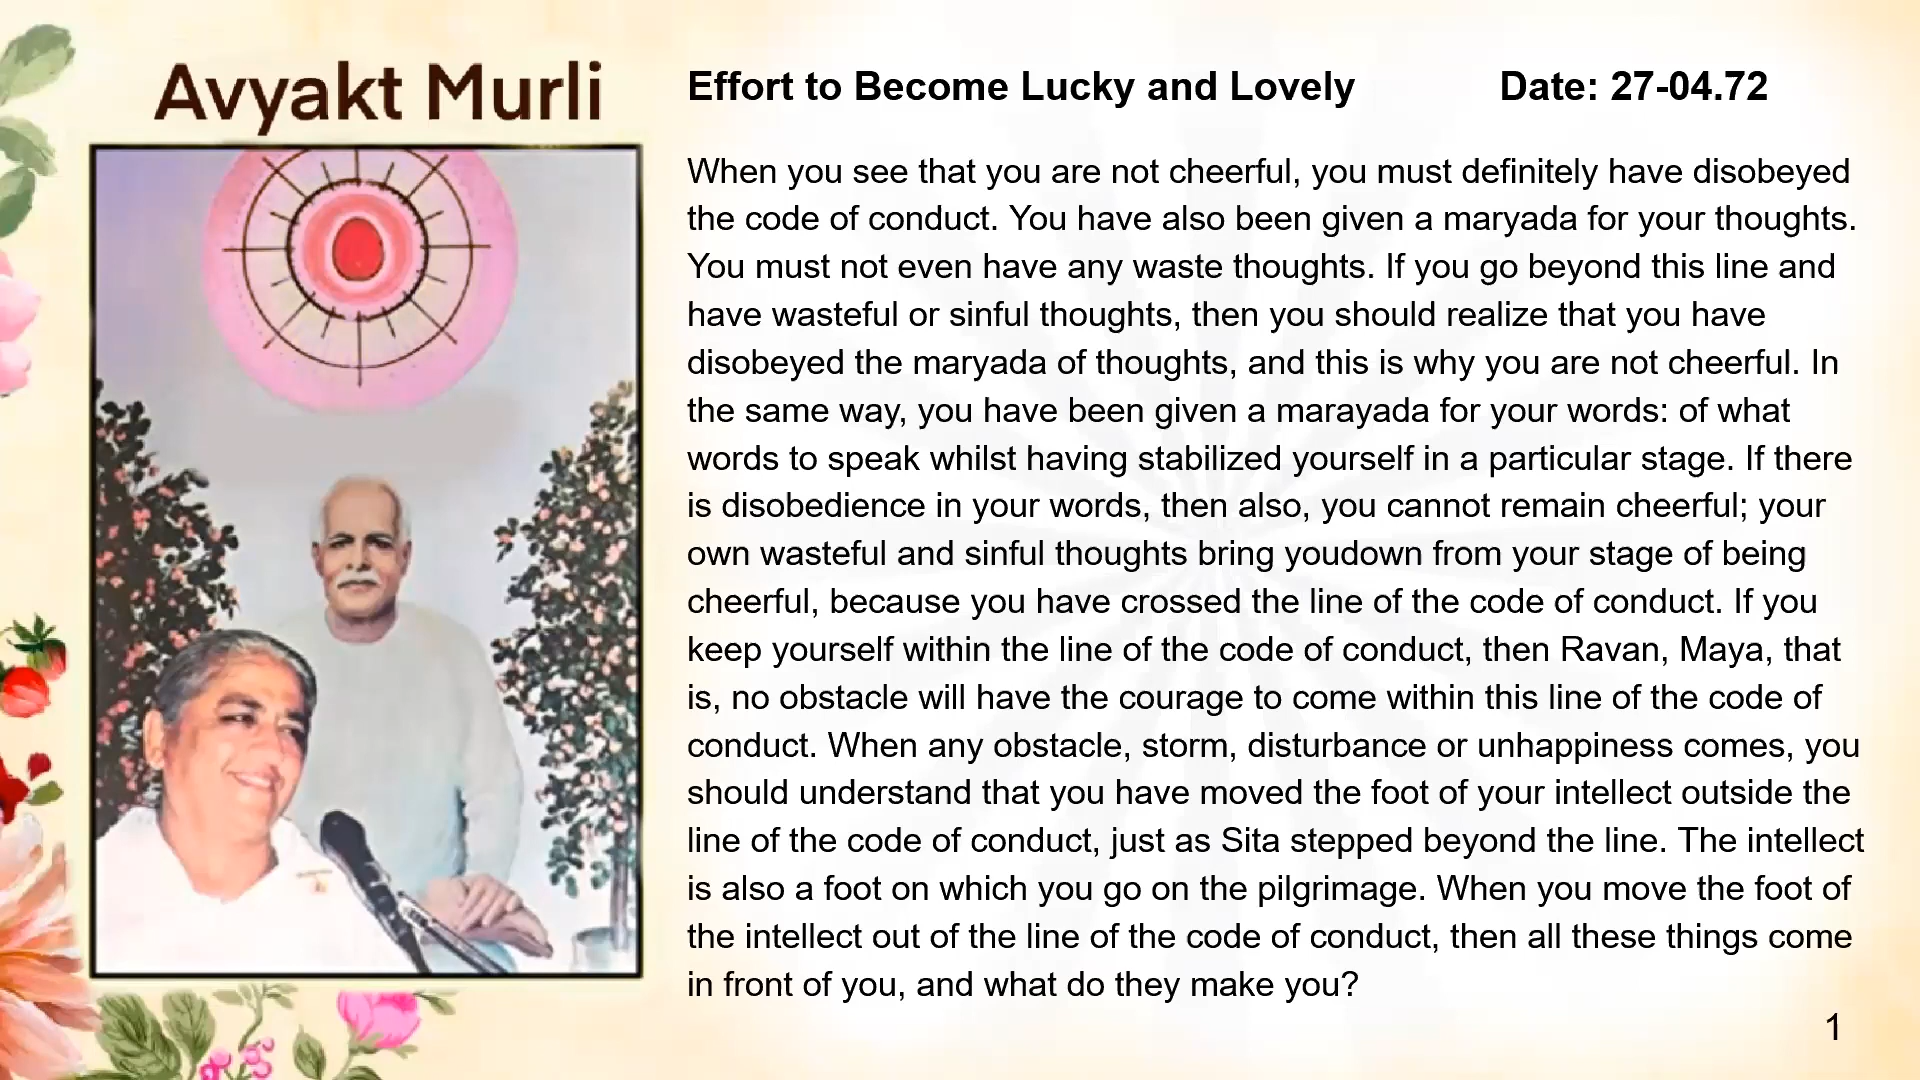 Avyakt Murli
Effort to Become Lucky and Lovely Date: 27-04.72
When you see that you are not cheerful, you must definitely have disobeyed
the code of conduct. You have also been given a maryada for your thoughts.
You must not even have any waste thoughts. If you go beyond this line and
have wasteful or sinful thoughts, then you should realize that you have
disobeyed the maryada of thoughts, and this is why you are not cheerful. In
the same way, you have been given a marayada for your words: of what
words to speak whilst having stabilized yourself in a particular stage. If there
is disobedience in your words, then also, you cannot remain cheerful; your
own wasteful and sinful thoughts bring youdown from your stage of being
cheerful, because you have crossed the line of the code of conduct. If you
keep yourself within the line of the code of conduct, then Ravan, Maya, that
is, no obstacle will have the courage to come within this line of the code of
conduct. When any obstacle, storm, disturbance or unhappiness comes, you
should understand that you have moved the foot of your intellect outside the
line of the code of conduct, just as Sita stepped beyond the line. The intellect
is also a foot on which you go on the pilgrimage. When you move the foot of
the intellect out of the line of the code of conduct, then all these things come
in front of you, and what do they make you?
1